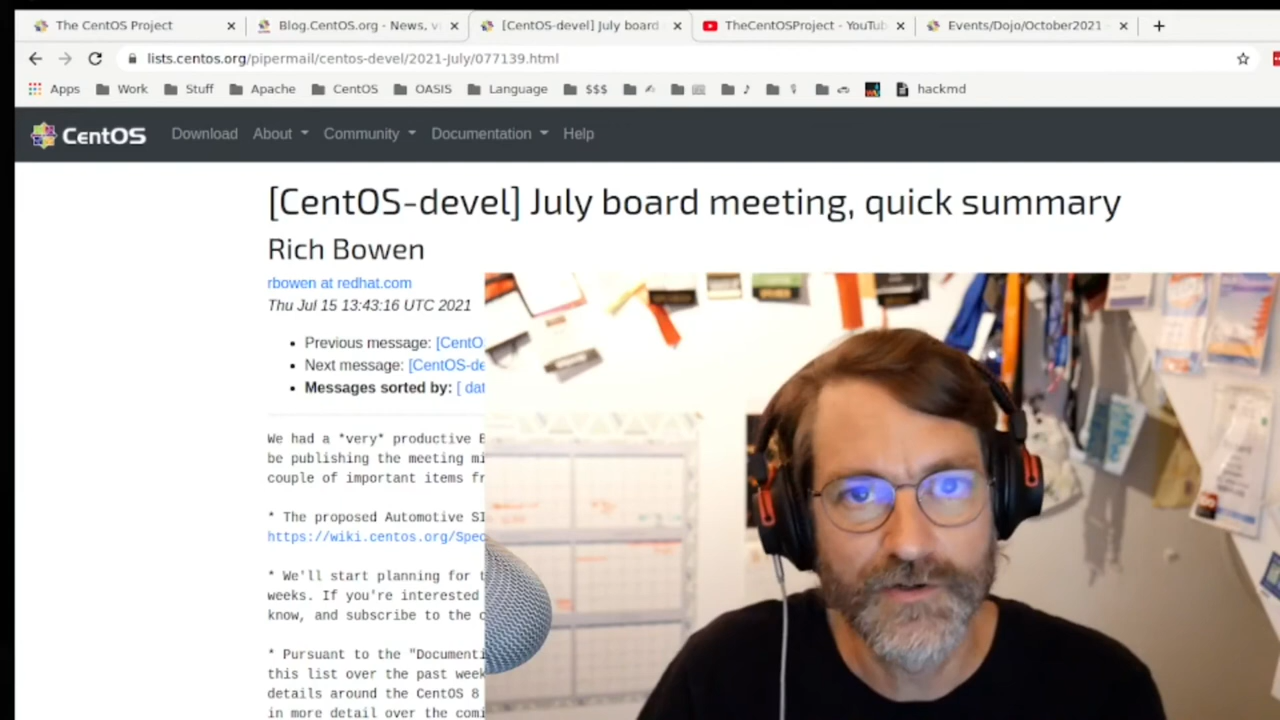 The CentOS Project
Blog.CentOS.org - News, v
[CentOS-devel] July board
TheCentOSProject - YouTub
Events/Dojo/October2021
lists.centos.org/pipermail/centos-devel/2021-July/077139.html
Apps Work Stuff Apache CentOS OASIS Language $$$ hackmd
CentOS Download About Community Documentation Help
[CentOS-devel] July board meeting, quick summary
Rich Bowen
rbowen at redhat.com
Thu Jul 15 13:43:16 UTC 2021
Previous message: [CentO
Next message: [CentOS-de
Messages sorted by: [ dat
We had a *very* productive B
be publishing the meeting mi
couple of important items fr
* The proposed Automotive SI
https://wiki.centos.org/Spec
* We'll start planning for t
weeks. If you're interested
know, and subscribe to the c
* Pursuant to the "Documenti
this list over the past week
details around the CentOS 8
in more detail over the comi